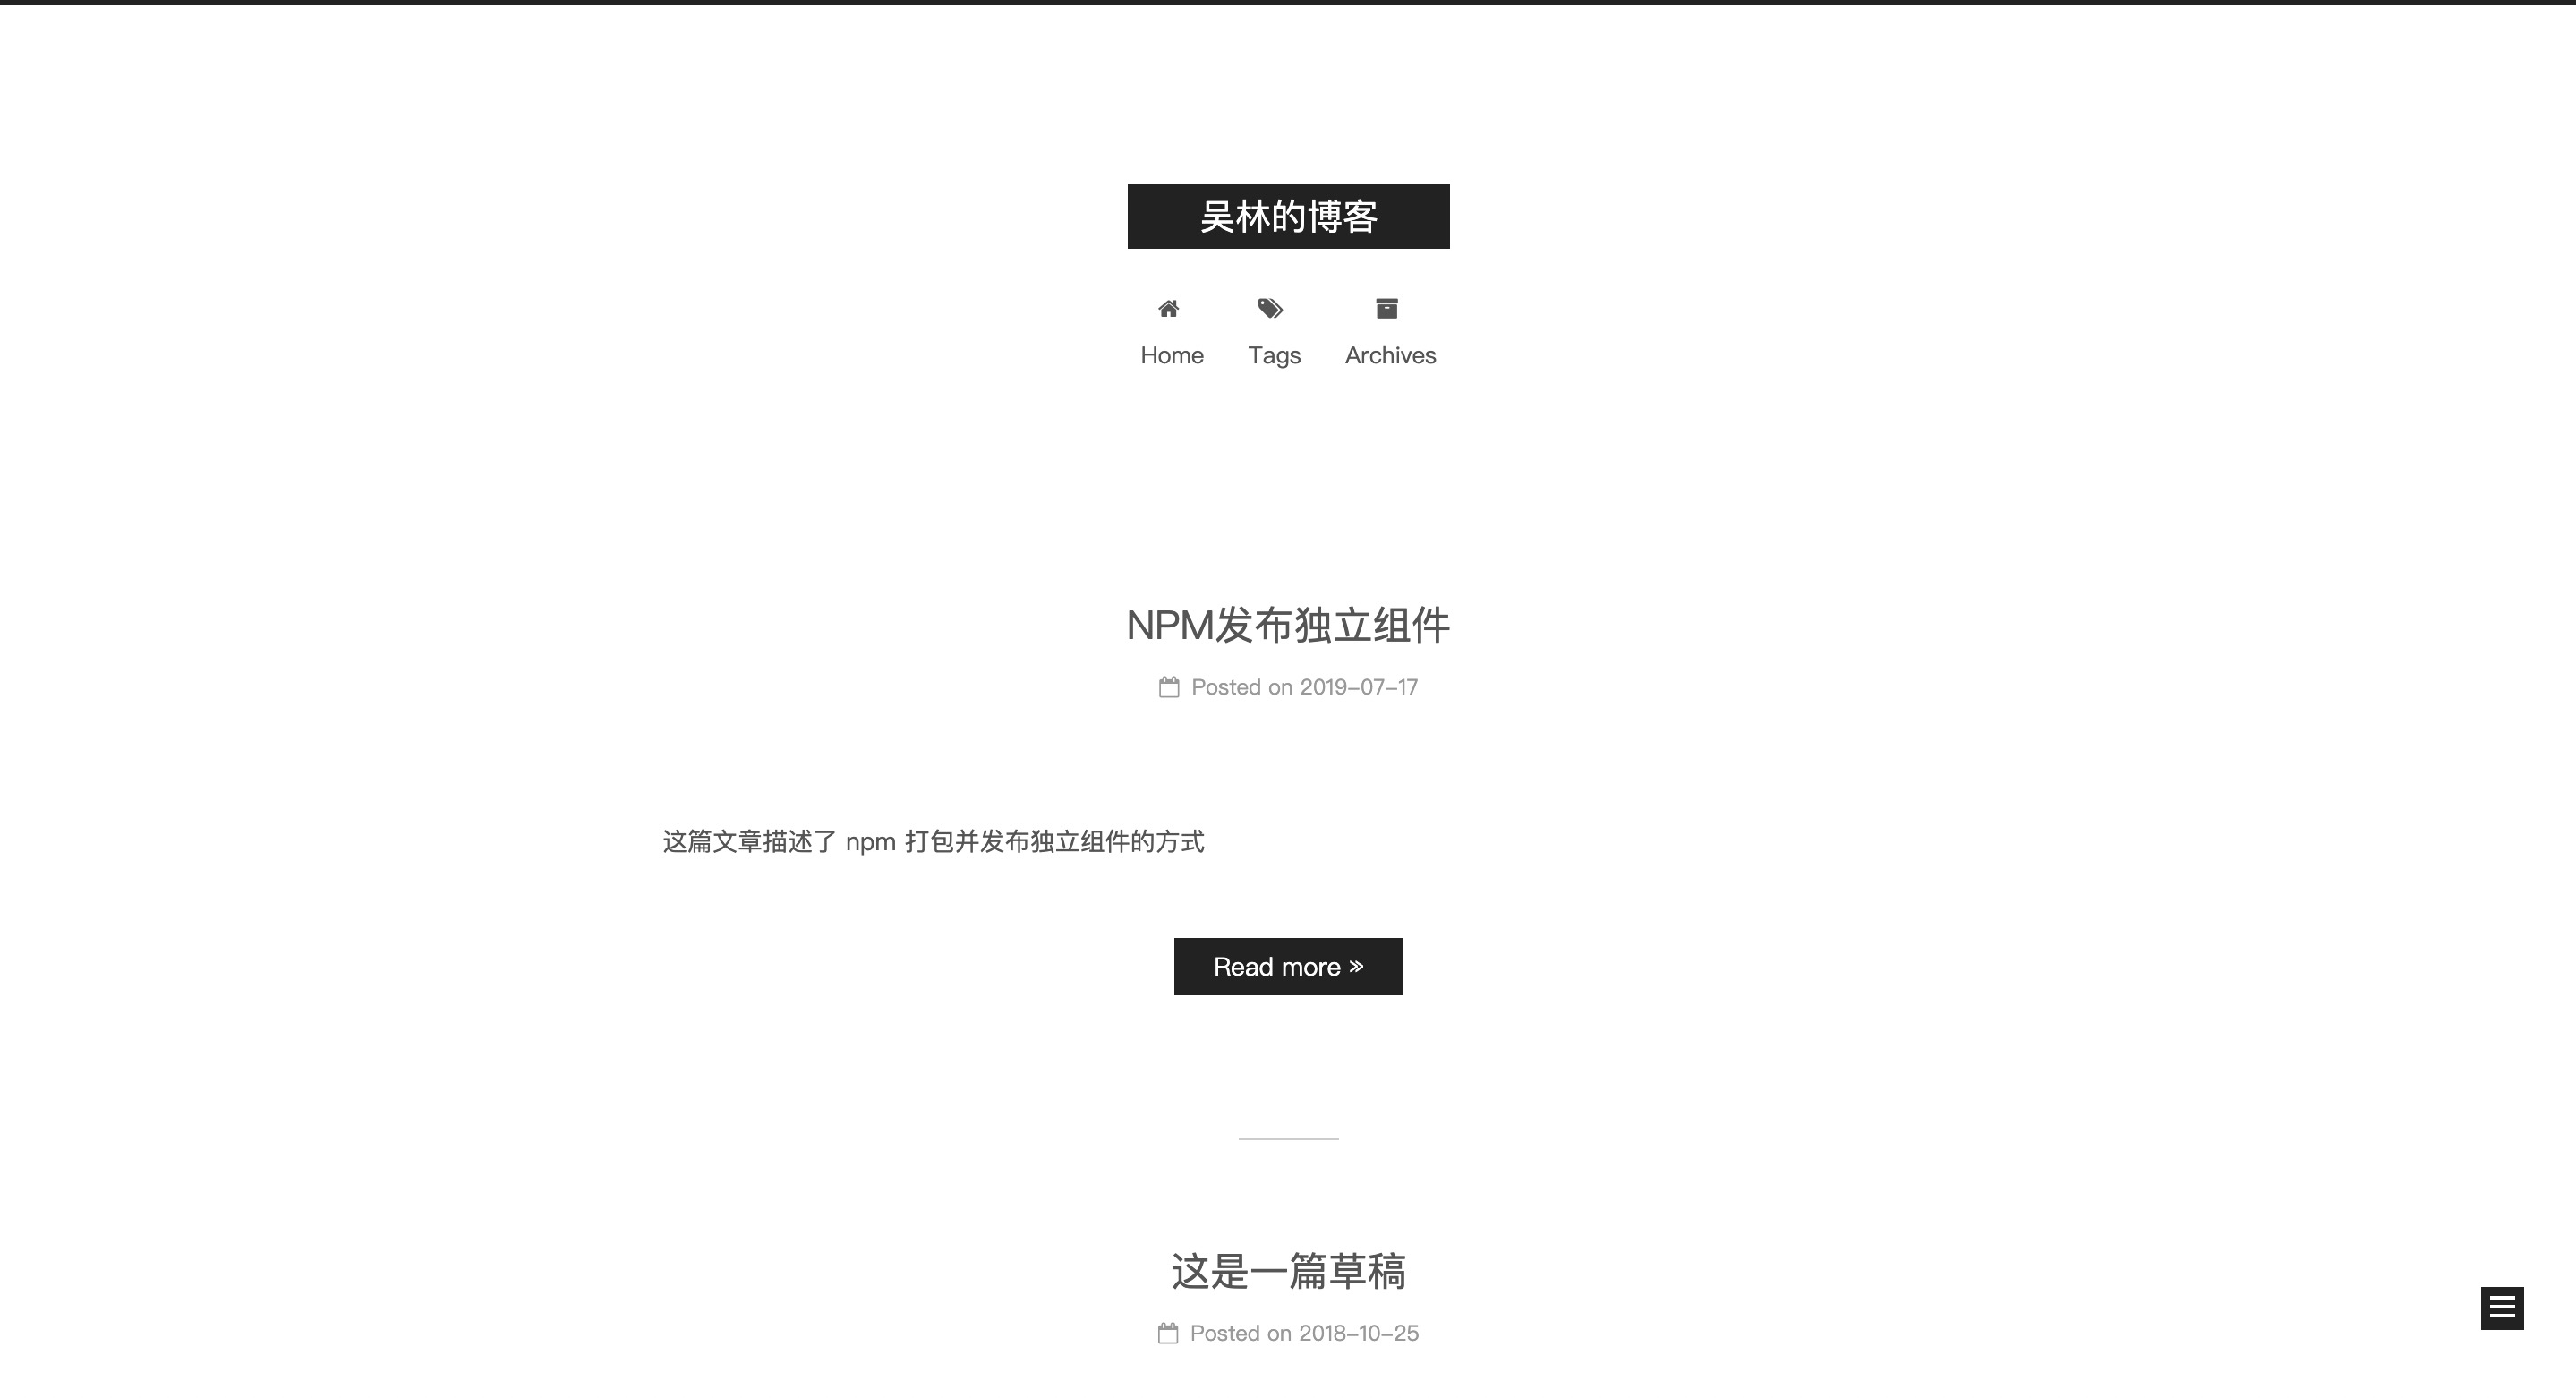 吴林的博客
Home Tags Archives
NPM发布独立组件
Posted on 2019-07-17
这篇文章描述了 npm 打包并发布独立组件的方式
Read more »
这是一篇草稿
Posted on 2018-10-25